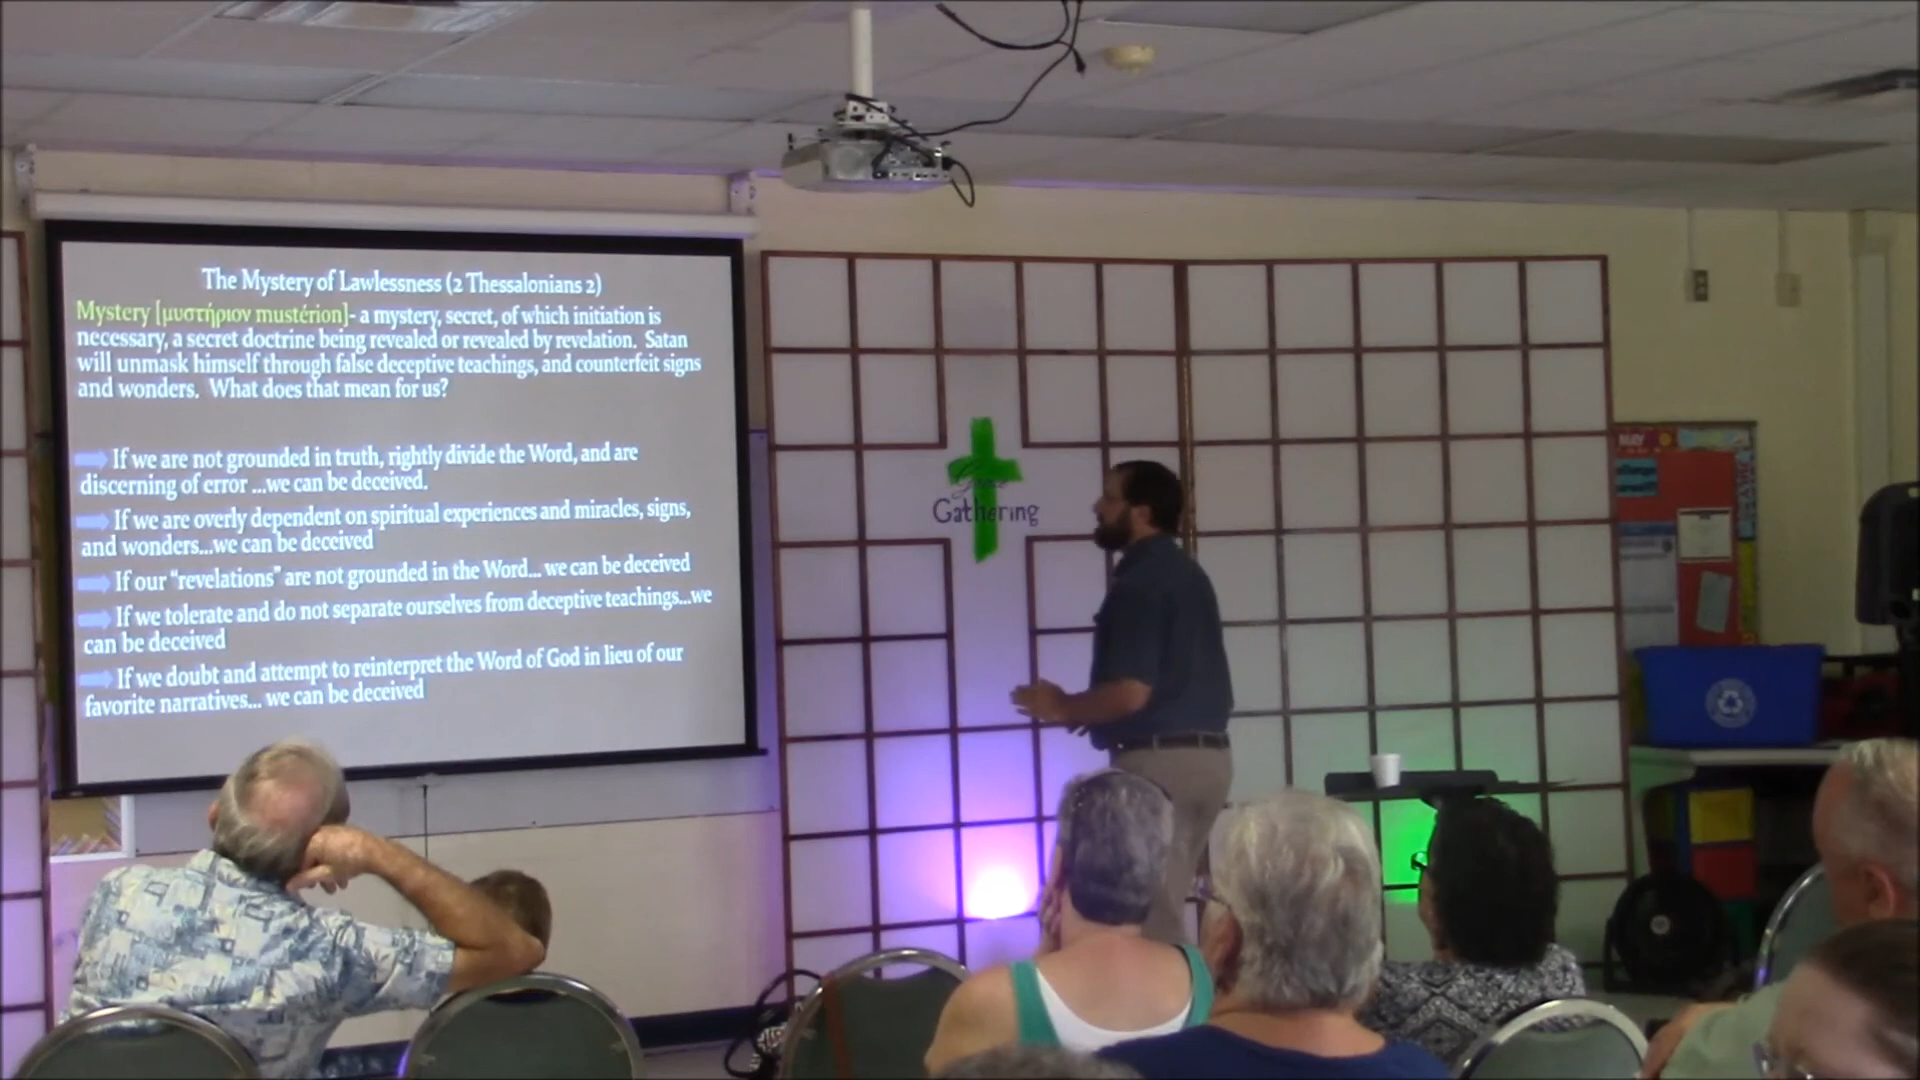 The Mystery of Lawlessness (2 Thessalonians 2)
Mystery [μυστήριον mustérion]- a mystery, secret, of which initiation is
necessary, a secret doctrine being revealed or revealed by revelation. Satan
will unmask himself through false deceptive teachings, and counterfeit signs
and wonders. What does that mean for us?
If we are not grounded in truth, rightly divide the Word, and are
discerning of error ...we can be deceived.
If we are overly dependent on spiritual experiences and miracles, signs,
and wonders...we can be deceived
If our "revelations" are not grounded in the Word... we can be deceived
If we tolerate and do not separate ourselves from deceptive teachings...we
can be deceived
If we doubt and attempt to reinterpret the Word of God in lieu of our
favorite narratives... we can be deceived
Grace
Gathering
MAY